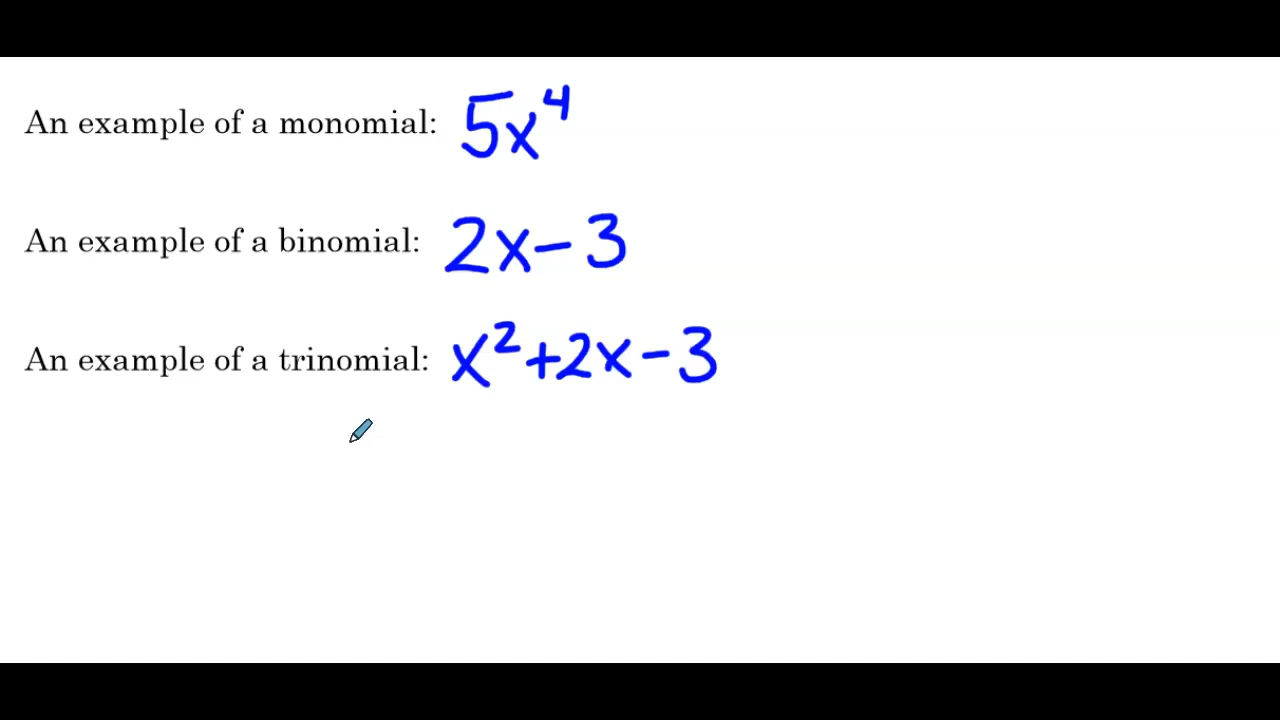 An example of a monomial: 5x⁴
An example of a binomial: 2x-3
An example of a trinomial: x²+2x-3